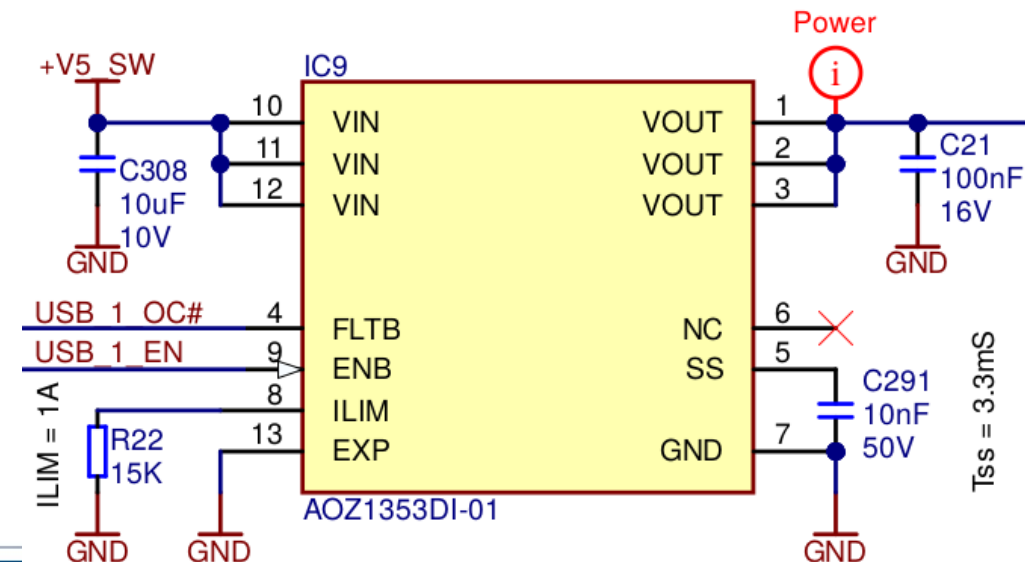 Power
i
+V5_SW
IC9
10
VIN
VOUT
1
11
VIN
VOUT
2
12
VIN
VOUT
3
C308
10uF
10V
GND
C21
100nF
16V
GND
USB_1_OC#
4
FLTB
NC
6
USB_1_EN
9
ENB
SS
5
8
ILIM
13
EXP
GND
7
ILIM = 1A
R22
15K
C291
10nF
50V
Tss = 3.3mS
AOZ1353DI-01
GND
GND
GND